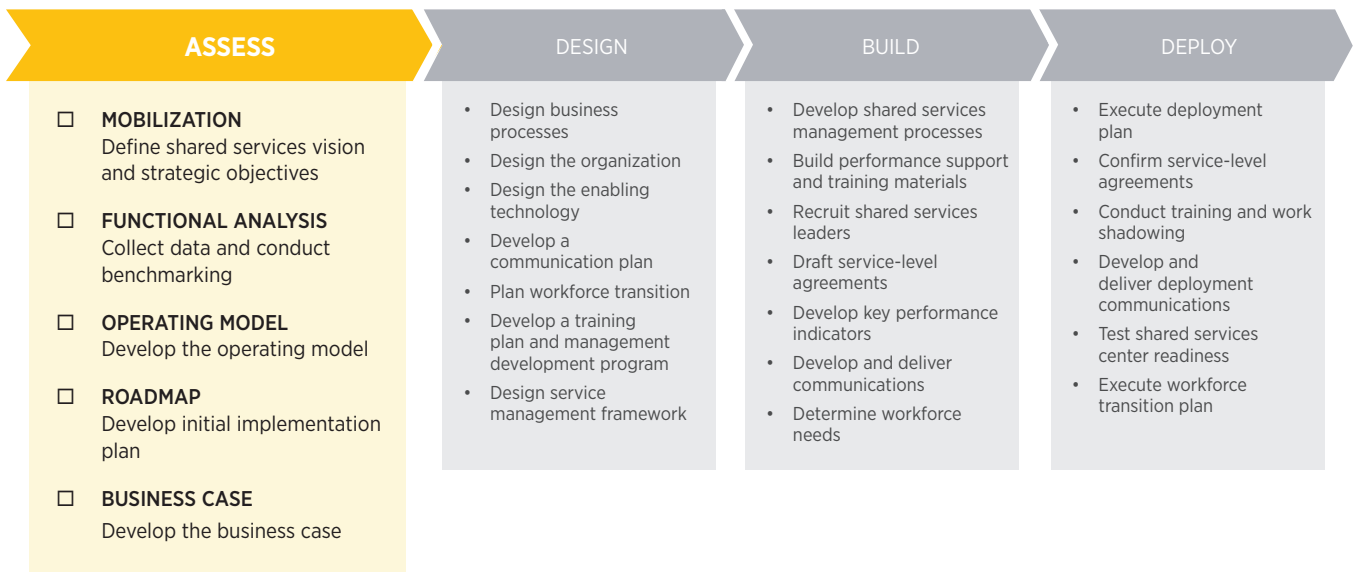 ASSESS
MOBILIZATION
Define shared services vision
and strategic objectives
FUNCTIONAL ANALYSIS
Collect data and conduct
benchmarking
OPERATING MODEL
Develop the operating model
ROADMAP
Develop initial implementation
plan
BUSINESS CASE
Develop the business case
DESIGN
• Design business
processes
• Design the organization
• Design the enabling
technology
• Develop a
communication plan
• Plan workforce transition
• Develop a training
plan and management
development program
• Design service
management framework
BUILD
• Develop shared services
management processes
• Build performance support
and training materials
• Recruit shared services
leaders
• Draft service-level
agreements
• Develop key performance
indicators
• Develop and deliver
communications
• Determine workforce
needs
DEPLOY
• Execute deployment
plan
• Confirm service-level
agreements
• Conduct training and work
shadowing
• Develop and
deliver deployment
communications
• Test shared services
center readiness
• Execute workforce
transition plan